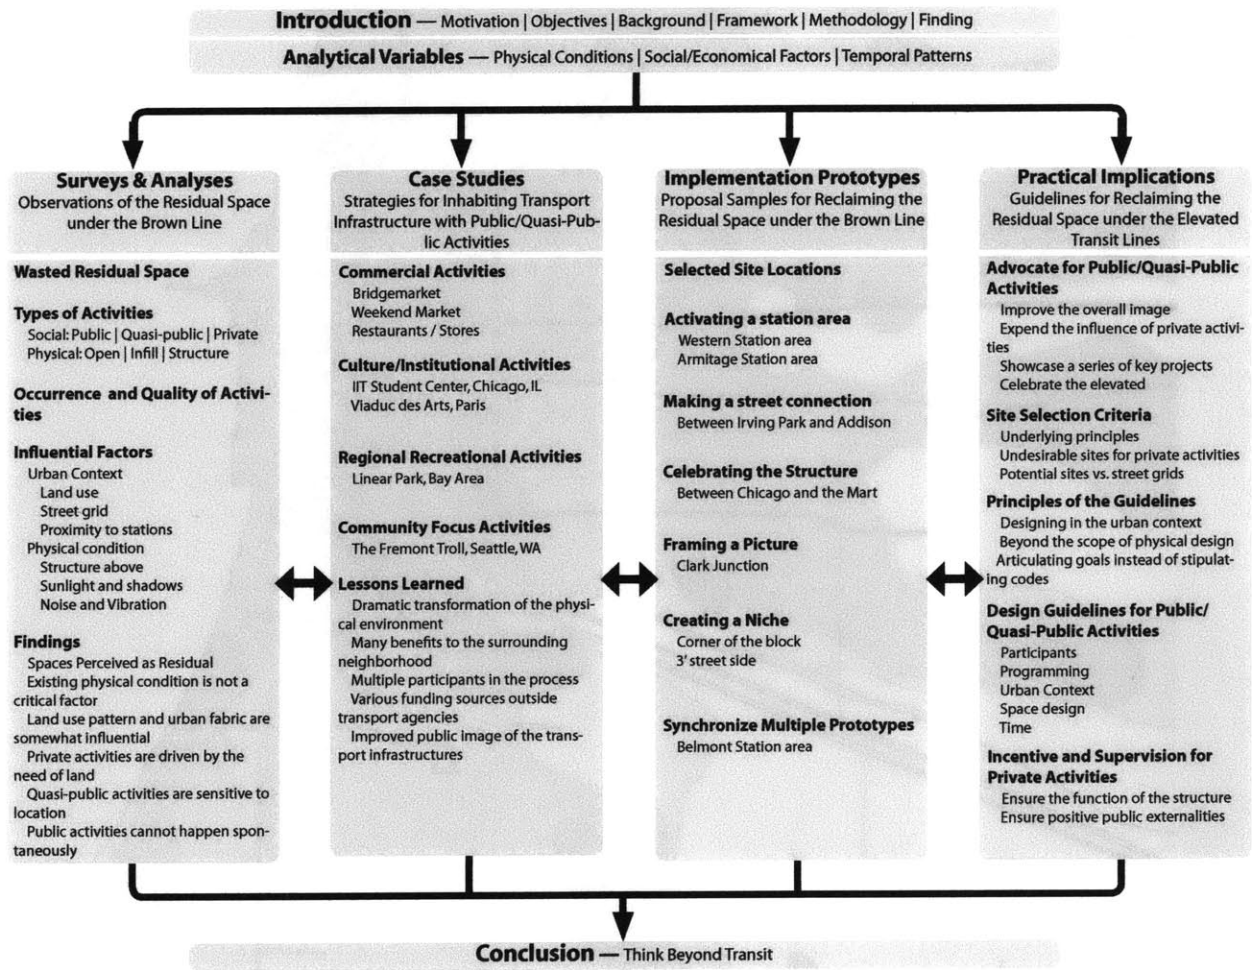 Introduction — Motivation | Objectives | Background | Framework | Methodology | Finding
Analytical Variables — Physical Conditions | Social/Economical Factors | Temporal Patterns
Surveys & Analyses
Observations of the Residual Space
under the Brown Line
Wasted Residual Space
Types of Activities
Social: Public | Quasi-public | Private
Physical: Open | Infill | Structure
Occurrence and Quality of Activi-
ties
Influential Factors
Urban Context
Land use
Street grid
Proximity to stations
Physical condition
Structure above
Sunlight and shadows
Noise and Vibration
Findings
Spaces Perceived as Residual
Existing physical condition is not a
critical factor
Land use pattern and urban fabric are
somewhat influential
Private activities are driven by the
need of land
Quasi-public activities are sensitive to
location
Public activities cannot happen spon-
taneously
Case Studies
Strategies for Inhabiting Transport
Infrastructure with Public/Quasi-Pub-
lic Activities
Commercial Activities
Bridgemarket
Weekend Market
Restaurants / Stores
Culture/Institutional Activities
IIT Student Center, Chicago, IL
Viaduc des Arts, Paris
Regional Recreational Activities
Linear Park, Bay Area
Community Focus Activities
The Fremont Troll, Seattle, WA
Lessons Learned
Dramatic transformation of the physi-
cal environment
Many benefits to the surrounding
neighborhood
Multiple participants in the process
Various funding sources outside
transport agencies
Improved public image of the trans-
port infrastructures
Implementation Prototypes
Proposal Samples for Reclaiming the
Residual Space under the Brown Line
Selected Site Locations
Activating a station area
Western Station area
Armitage Station area
Making a street connection
Between Irving Park and Addison
Celebrating the Structure
Between Chicago and the Mart
Framing a Picture
Clark Junction
Creating a Niche
Corner of the block
3' street side
Synchronize Multiple Prototypes
Belmont Station area
Practical Implications
Guidelines for Reclaiming the
Residual Space under the Elevated
Transit Lines
Advocate for Public/Quasi-Public
Activities
Improve the overall image
Expend the influence of private activi-
ties
Showcase a series of key projects
Celebrate the elevated
Site Selection Criteria
Underlying principles
Undesirable sites for private activities
Potential sites vs. street grids
Principles of the Guidelines
Designing in the urban context
Beyond the scope of physical design
Articulating goals instead of stipulat-
ing codes
Design Guidelines for Public/
Quasi-Public Activities
Participants
Programming
Urban Context
Space design
Time
Incentive and Supervision for
Private Activities
Ensure the function of the structure
Ensure positive public externalities
Conclusion — Think Beyond Transit